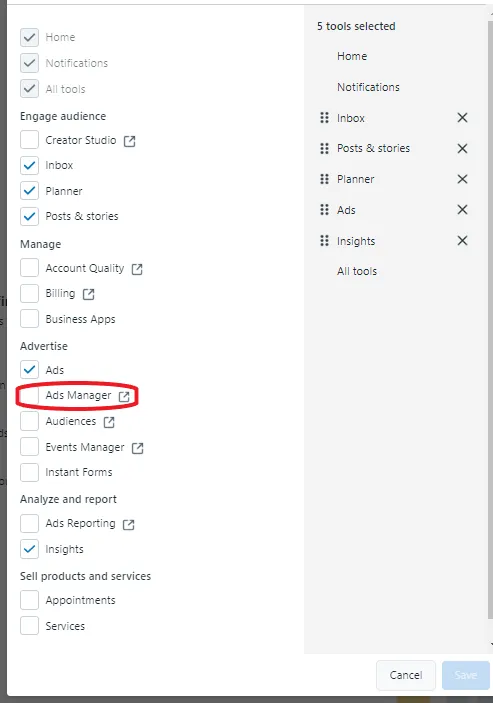 Home
Notifications
All tools
Engage audience
Creator Studio
Inbox
Planner
Posts & stories
Manage
Account Quality
Billing
Business Apps
Advertise
Ads
Ads Manager
Audiences
Events Manager
Instant Forms
Analyze and report
Ads Reporting
Insights
Sell products and services
Appointments
Services
5 tools selected
Home
Notifications
Inbox
Posts & stories
Planner
Ads
Insights
All tools
Cancel
Save